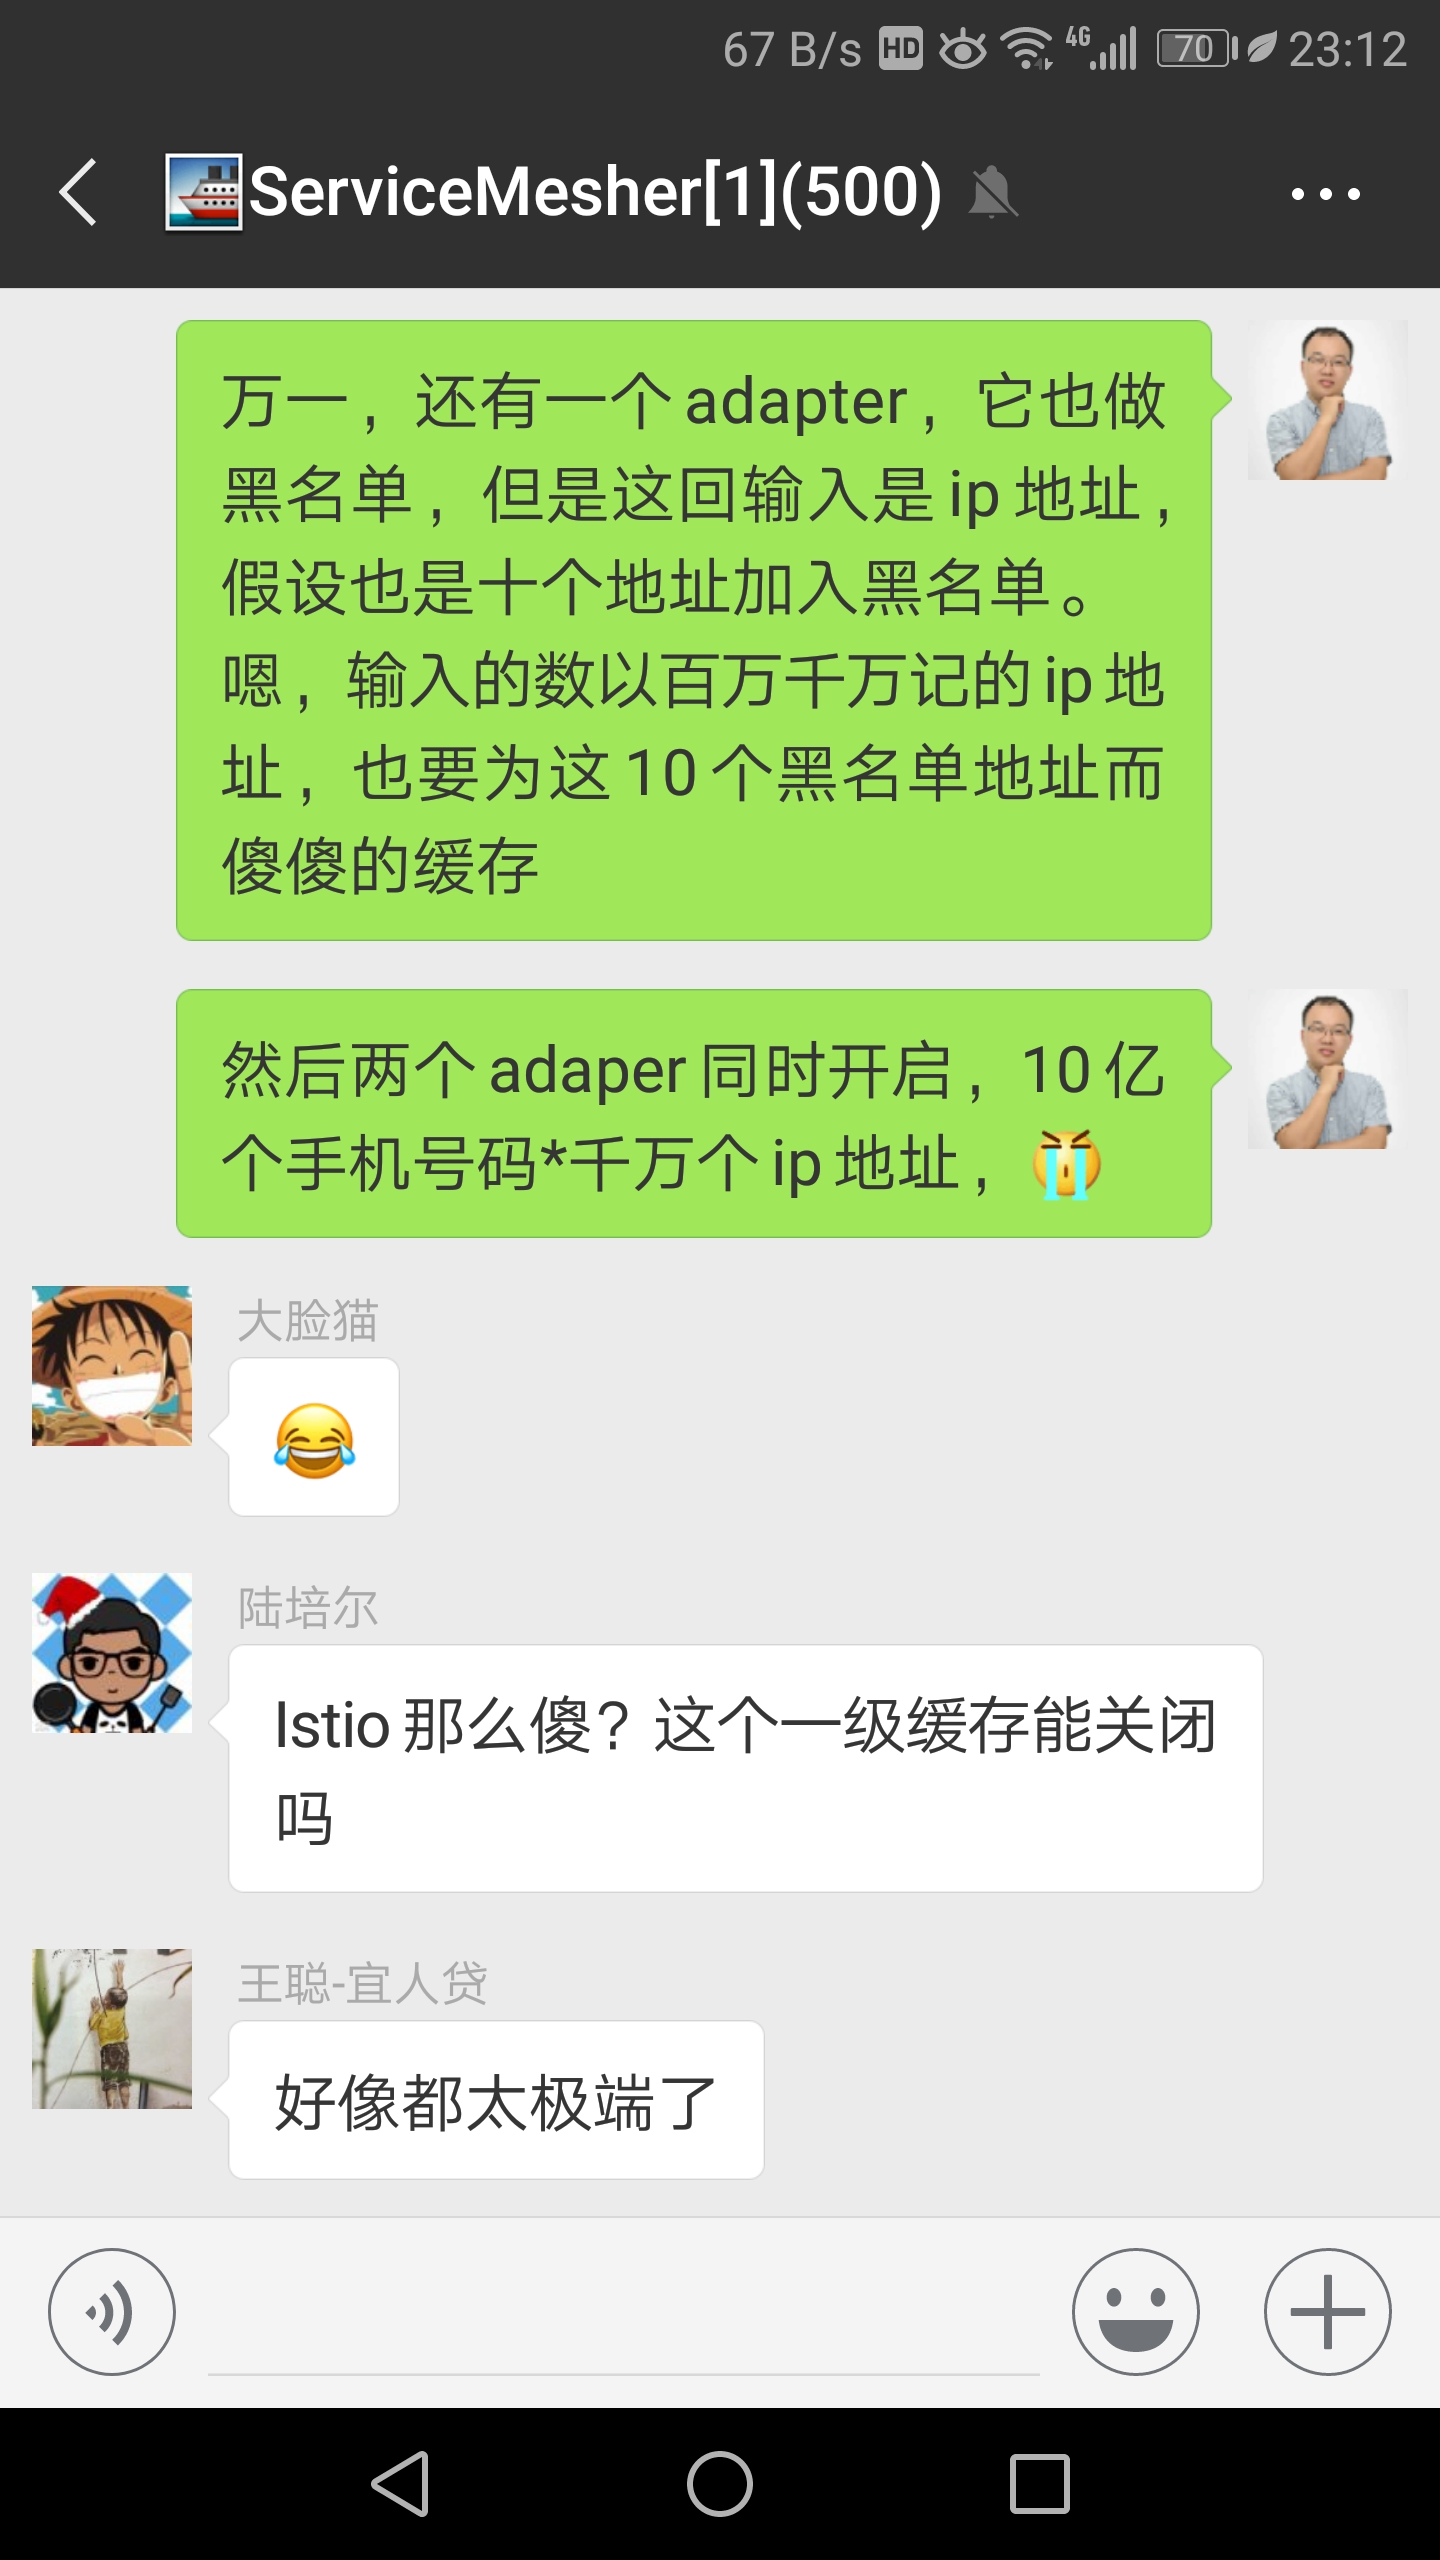 67 B/s HD 4G 70 23:12
🚢ServiceMesher[1](500)
万一，还有一个adapter，它也做
黑名单，但是这回输入是ip地址，
假设也是十个地址加入黑名单。
嗯，输入的数以百万千万记的ip地
址，也要为这10个黑名单地址而
傻傻的缓存
然后两个adaper同时开启，10亿
个手机号码*千万个ip地址，😭
大脸猫
😂
陆培尔
Istio那么傻？这个一级缓存能关闭
吗
王聪-宜人贷
好像都太极端了